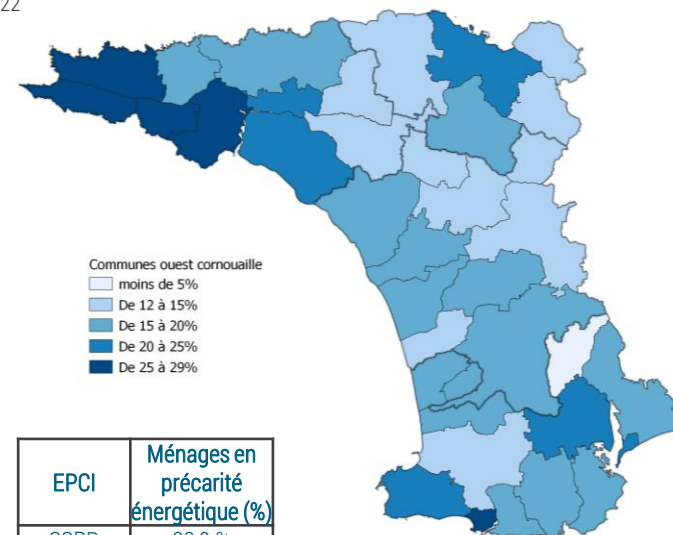 22
Communes ouest cornouaille
moins de 5%
De 12 à 15%
De 15 à 20%
De 20 à 25%
De 25 à 29%
EPCI
Ménages en
précarité
énergétique (%)